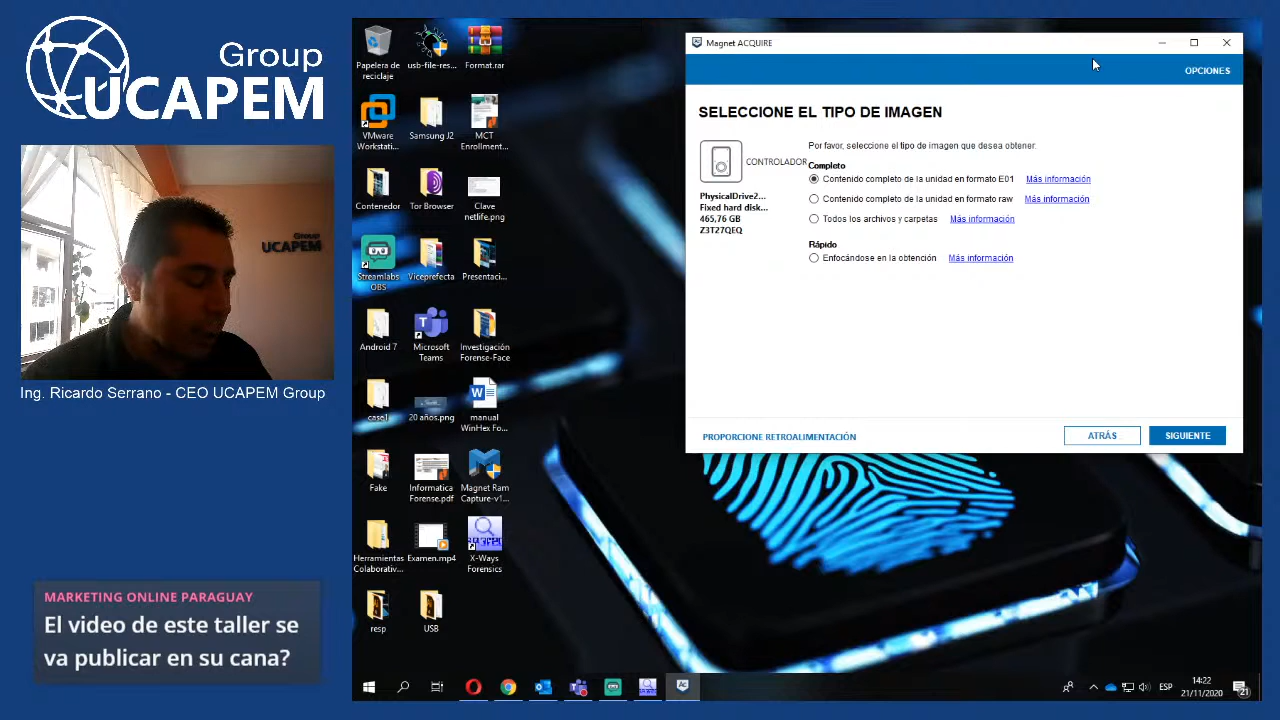 Group
UCAPEM
Group
UCAPEM
Ing. Ricardo Serrano - CEO UCAPEM Group
MARKETING ONLINE PARAGUAY
El video de este taller se
va publicar en su cana?
Papelera de
reciclaje
usb-file-res...
Format.rar
VMware
Workstati...
Samsung J2
MCT
Enrollment...
Contenedor
Tor Browser
Clave
netlife.png
Streamlabs
OBS
Viceprefecta
Presentaci...
Android 7
Microsoft
Teams
Investigación
Forense-Face
case1
20 años.png
manual
WinHex Fo...
Fake
Informatica
Forense.pdf
Magnet Ram
Capture-v1...
Herramientas
Colaborativ...
Examen.mp4
X-Ways
Forensics
resp
USB
Magnet ACQUIRE
OPCIONES
SELECCIONE EL TIPO DE IMAGEN
CONTROLADOR
PhysicalDrive2...
Fixed hard disk...
465,76 GB
Z3T27QEQ
Por favor, seleccione el tipo de imagen que desea obtener.
Completo
Contenido completo de la unidad en formato E01 Más información
Contenido completo de la unidad en formato raw Más información
Todos los archivos y carpetas Más información
Rápido
Enfocándose en la obtención Más información
PROPORCIONE RETROALIMENTACIÓN
ATRÁS
SIGUIENTE
ESP
14:22
21/11/2020
21